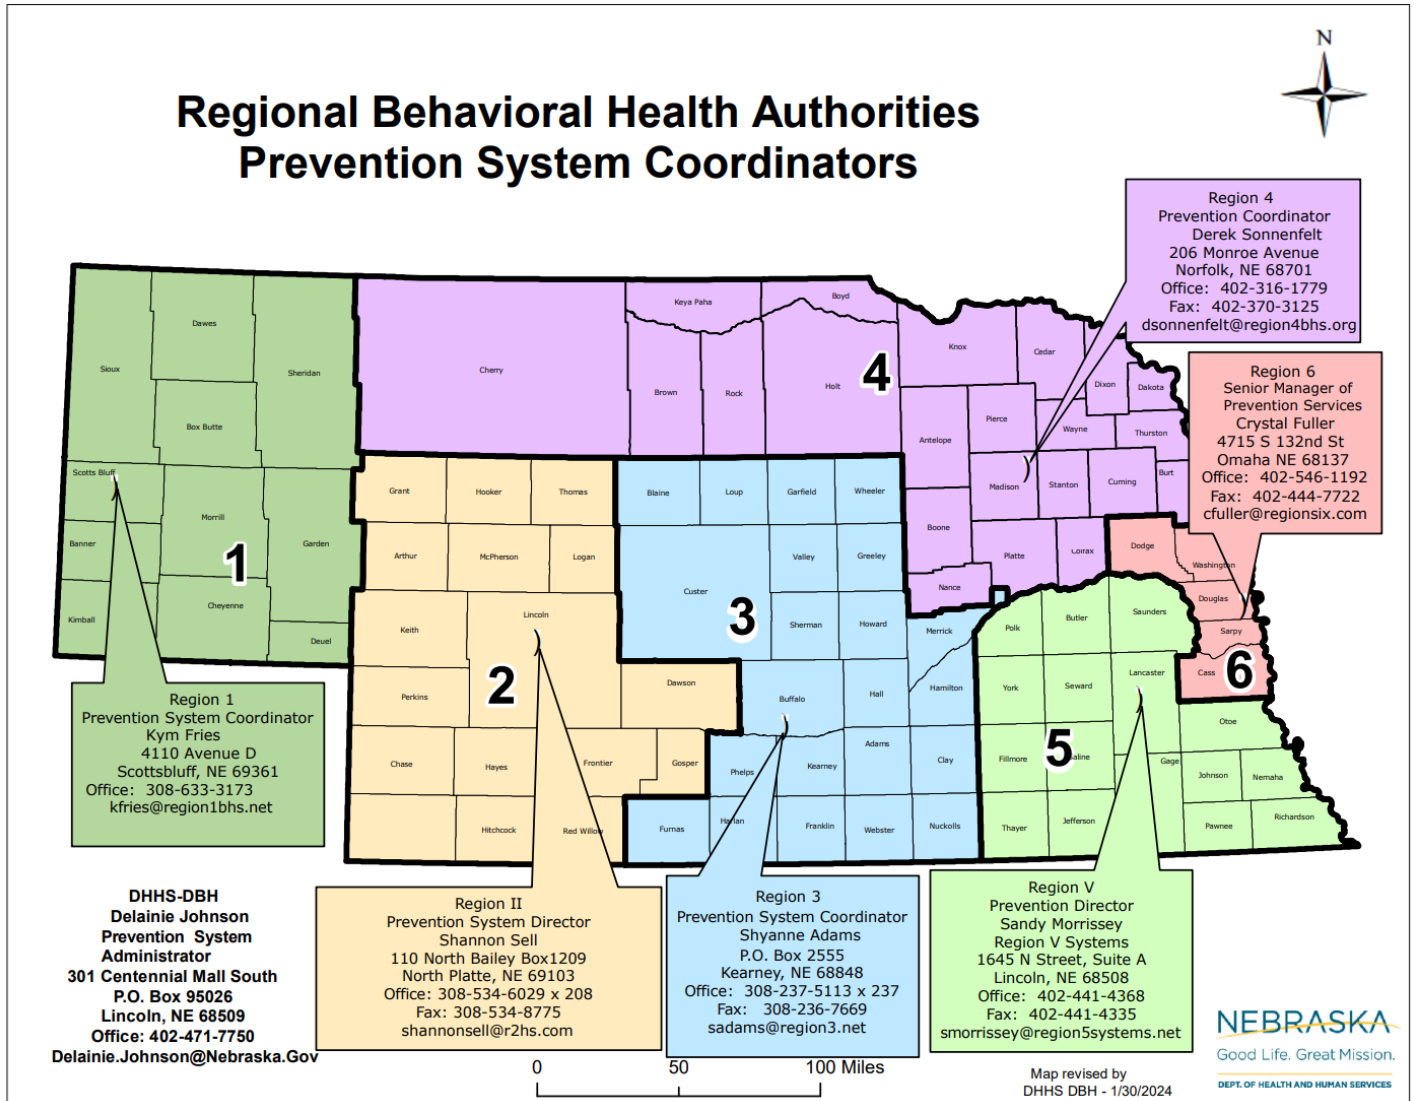 N
Regional Behavioral Health Authorities
Prevention System Coordinators
Region 4
Prevention Coordinator
Derek Sonnenfelt
206 Monroe Avenue
Norfolk, NE 68701
Office: 402-316-1779
Fax: 402-370-3125
dsonnenfelt@region4bhs.org
Region 6
Senior Manager of
Prevention Services
Crystal Fuller
4715 S 132nd St
Omaha NE 68137
Office: 402-546-1192
Fax: 402-444-7722
cfuller@regionsix.com
Sioux
Dawes
Sheridan
Box Butte
Scotts Bluff
Morrill
Garden
Banner
Kimball
Cheyenne
Deuel
1
Cherry
Keya Paha
Boyd
Brown
Rock
Holt
4
Knox
Cedar
Dixon
Dakota
Antelope
Pierce
Wayne
Thurston
Madison
Stanton
Cuming
Burt
Boone
Platte
Colfax
Nance
Grant
Hooker
Thomas
Arthur
McPherson
Logan
Keith
Lincoln
Perkins
2
Dawson
Chase
Hayes
Frontier
Gosper
Hitchcock
Red Willow
Blaine
Loup
Garfield
Wheeler
Custer
Valley
Greeley
3
Sherman
Howard
Merrick
Buffalo
Hall
Hamilton
Phelps
Kearney
Adams
Clay
Furnas
Harlan
Franklin
Webster
Nuckolls
Polk
Butler
Saunders
York
Seward
Lancaster
Fillmore
5
Saline
Gage
Otoe
Johnson
Nemaha
Thayer
Jefferson
Pawnee
Richardson
Dodge
Washington
Douglas
Sarpy
Cass
6
Region 1
Prevention System Coordinator
Kym Fries
4110 Avenue D
Scottsbluff, NE 69361
Office: 308-633-3173
kfries@region1bhs.net
DHHS-DBH
Delainie Johnson
Prevention System
Administrator
301 Centennial Mall South
P.O. Box 95026
Lincoln, NE 68509
Office: 402-471-7750
Delainie.Johnson@Nebraska.Gov
Region II
Prevention System Director
Shannon Sell
110 North Bailey Box1209
North Platte, NE 69103
Office: 308-534-6029 x 208
Fax: 308-534-8775
shannonsell@r2hs.com
Region 3
Prevention System Coordinator
Shyanne Adams
P.O. Box 2555
Kearney, NE 68848
Office: 308-237-5113 x 237
Fax: 308-236-7669
sadams@region3.net
Region V
Prevention Director
Sandy Morrissey
Region V Systems
1645 N Street, Suite A
Lincoln, NE 68508
Office: 402-441-4368
Fax: 402-441-4335
smorrissey@region5systems.net
0 50 100 Miles
Map revised by
DHHS DBH - 1/30/2024
NEBRASKA
Good Life. Great Mission.
DEPT. OF HEALTH AND HUMAN SERVICES